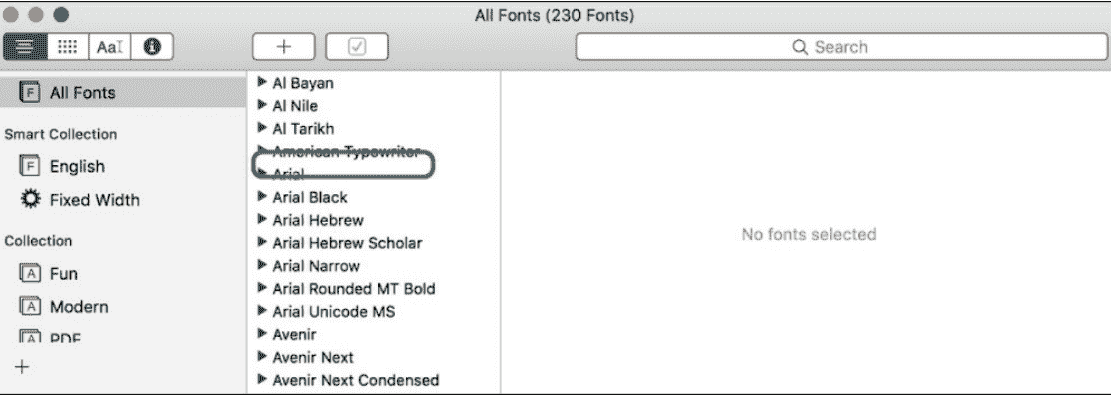 All Fonts (230 Fonts)
Aa
Search
All Fonts
Smart Collection
English
Fixed Width
Collection
Fun
Modern
PDF
Al Bayan
Al Nile
Al Tarikh
American Typewriter
Arial
Arial Black
Arial Hebrew
Arial Hebrew Scholar
Arial Narrow
Arial Rounded MT Bold
Arial Unicode MS
Avenir
Avenir Next
Avenir Next Condensed
No fonts selected